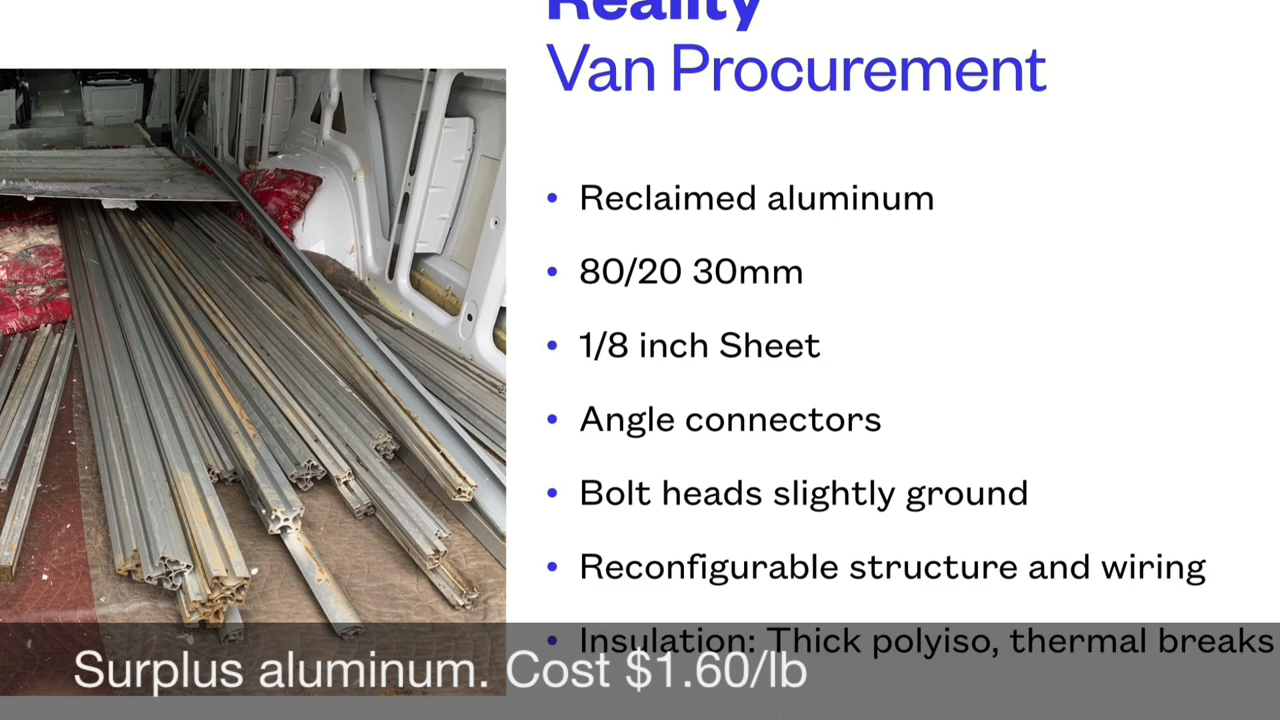 Reality
Van Procurement
• Reclaimed aluminum
• 80/20 30mm
• 1/8 inch Sheet
• Angle connectors
• Bolt heads slightly ground
• Reconfigurable structure and wiring
• Insulation: Thick polyiso, thermal breaks
Surplus aluminum. Cost $1.60/lb